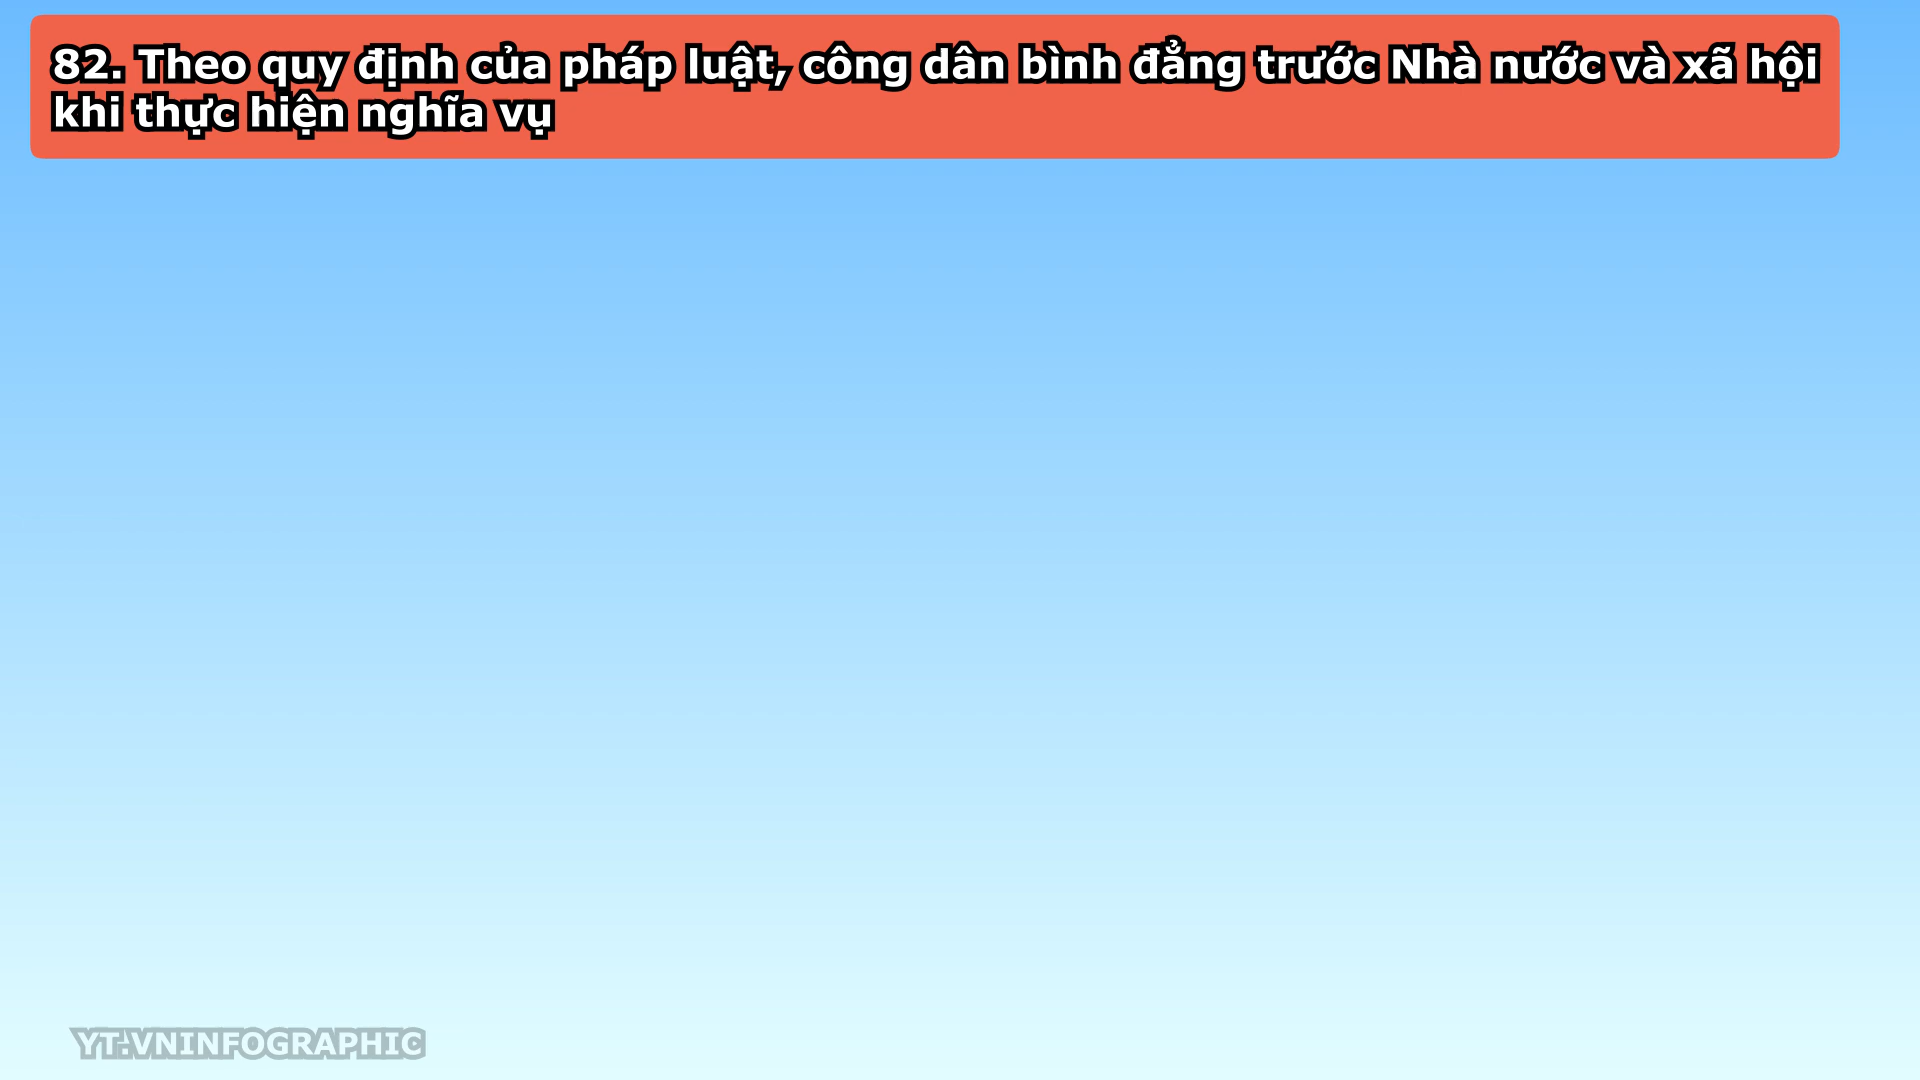 82. Theo quy định của pháp luật, công dân bình đẳng trước Nhà nước và xã hội
khi thực hiện nghĩa vụ
YT.VNINFOGRAPHIC